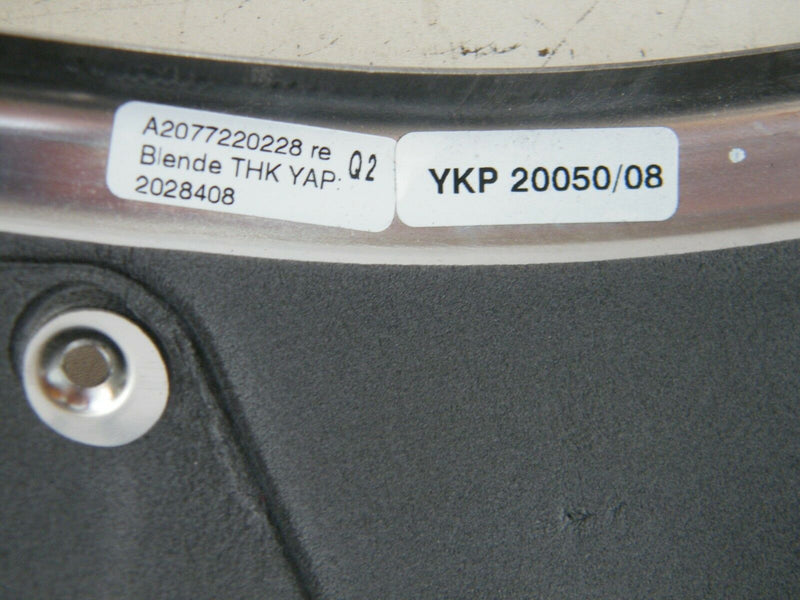 A2077220228 re
Blende THK YAP: Q2
2028408
YKP 20050/08